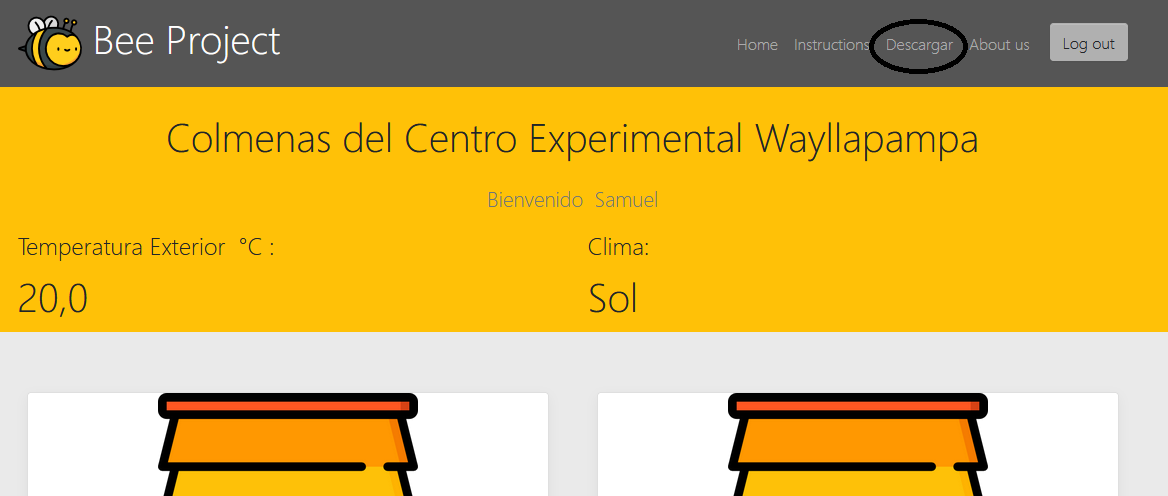 Bee Project
Home Instructions Descargar About us Log out
Colmenas del Centro Experimental Wayllapampa
Bienvenido Samuel
Temperatura Exterior °C : Clima:
20,0 Sol